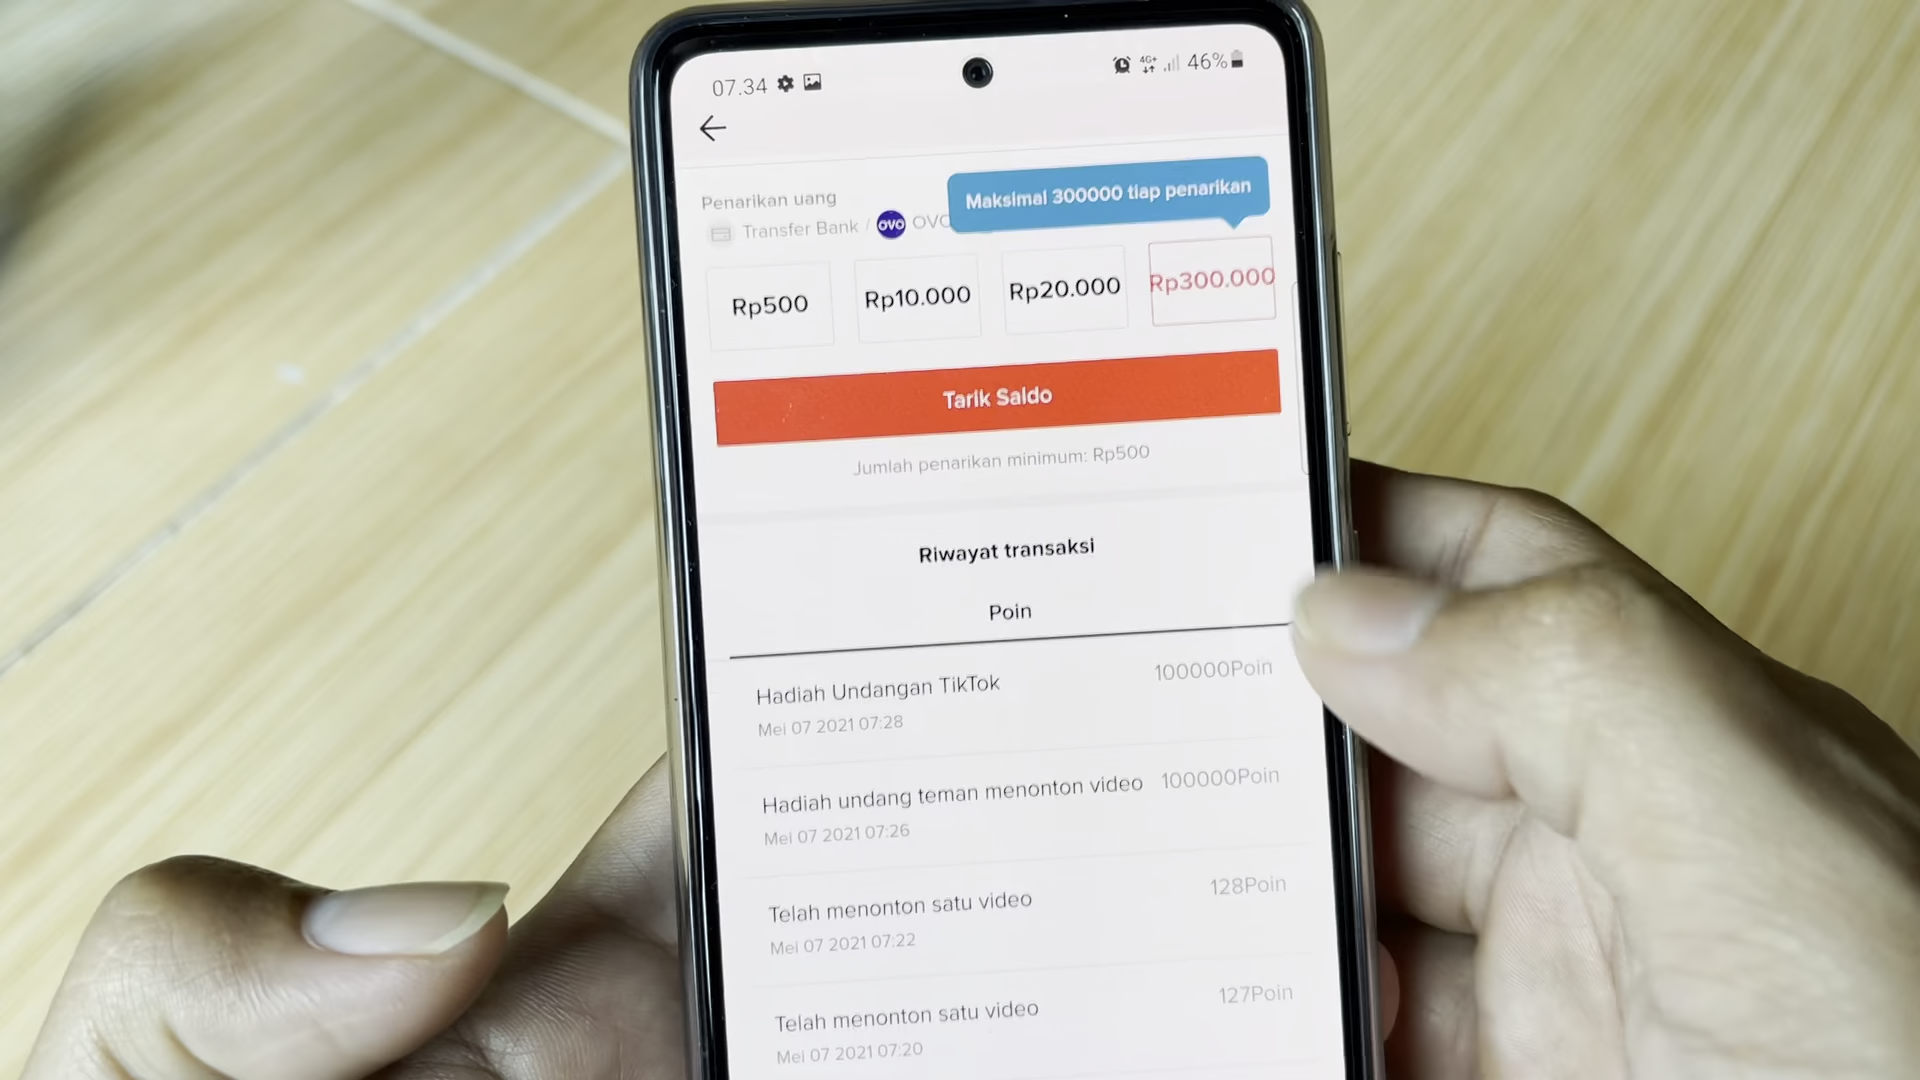 07.34
4G+
46%
Maksimal 300000 tiap penarikan
Penarikan uang
Transfer Bank / OVO OVO
Rp500 Rp10.000 Rp20.000 Rp300.000
Tarik Saldo
Jumlah penarikan minimum: Rp500
Riwayat transaksi
Poin
Hadiah Undangan TikTok 100000Poin
Mei 07 2021 07:28
Hadiah undang teman menonton video 100000Poin
Mei 07 2021 07:26
Telah menonton satu video 128Poin
Mei 07 2021 07:22
Telah menonton satu video 127Poin
Mei 07 2021 07:20